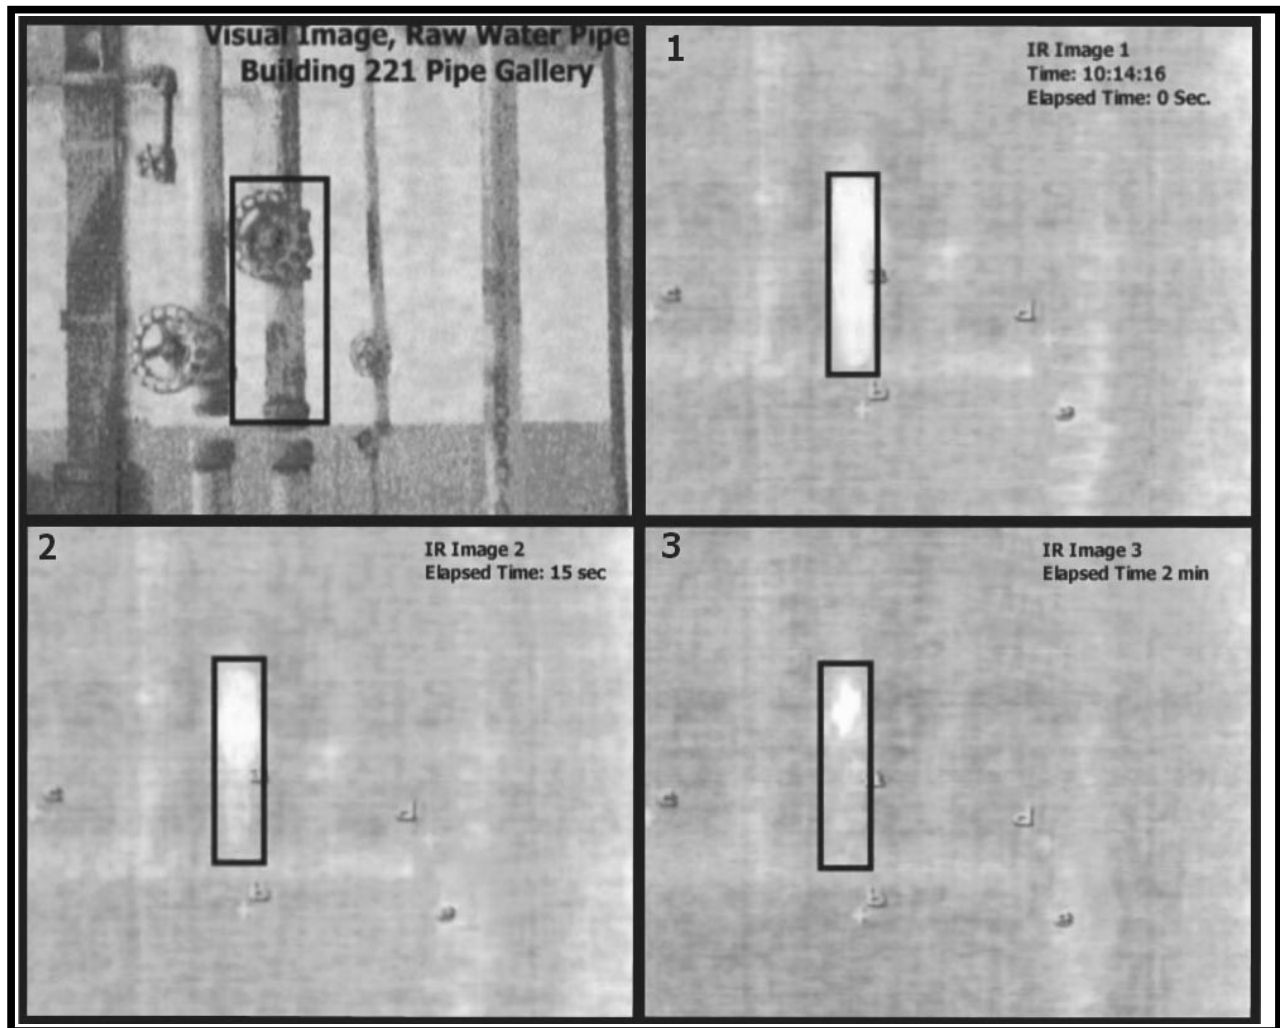 Visual Image, Raw Water Pipe
Building 221 Pipe Gallery
1
IR Image 1
Time: 10:14:16
Elapsed Time: 0 Sec.
d
b
2
IR Image 2
Elapsed Time: 15 sec
d
b
3
IR Image 3
Elapsed Time 2 min
d
b